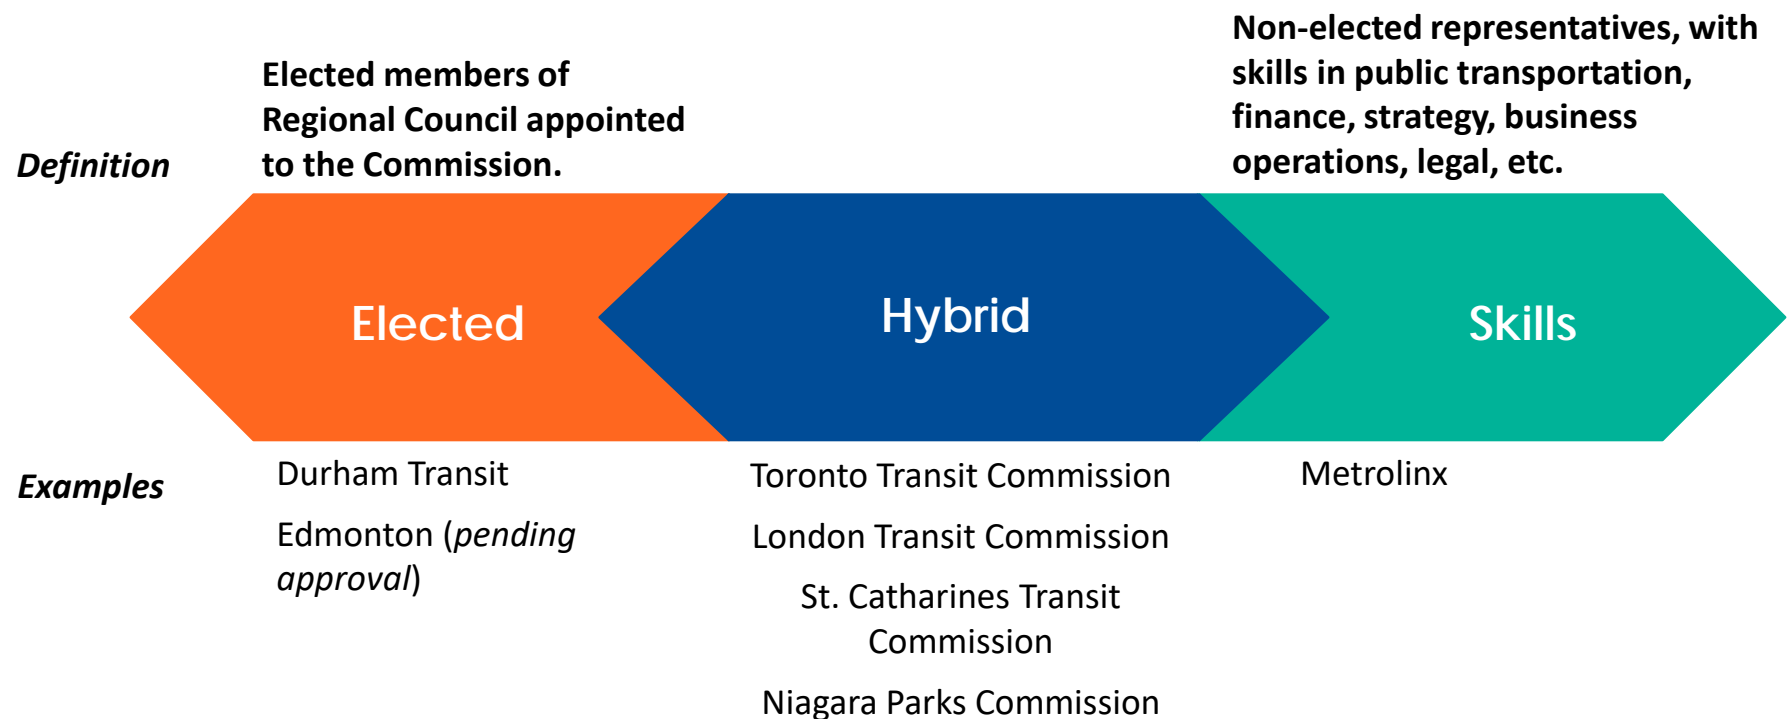 Definition
Elected members of
Regional Council appointed
to the Commission.
Non-elected representatives, with
skills in public transportation,
finance, strategy, business
operations, legal, etc.
Elected
Hybrid
Skills
Examples
Durham Transit
Edmonton (pending
approval)
Toronto Transit Commission
London Transit Commission
St. Catharines Transit
Commission
Niagara Parks Commission
Metrolinx